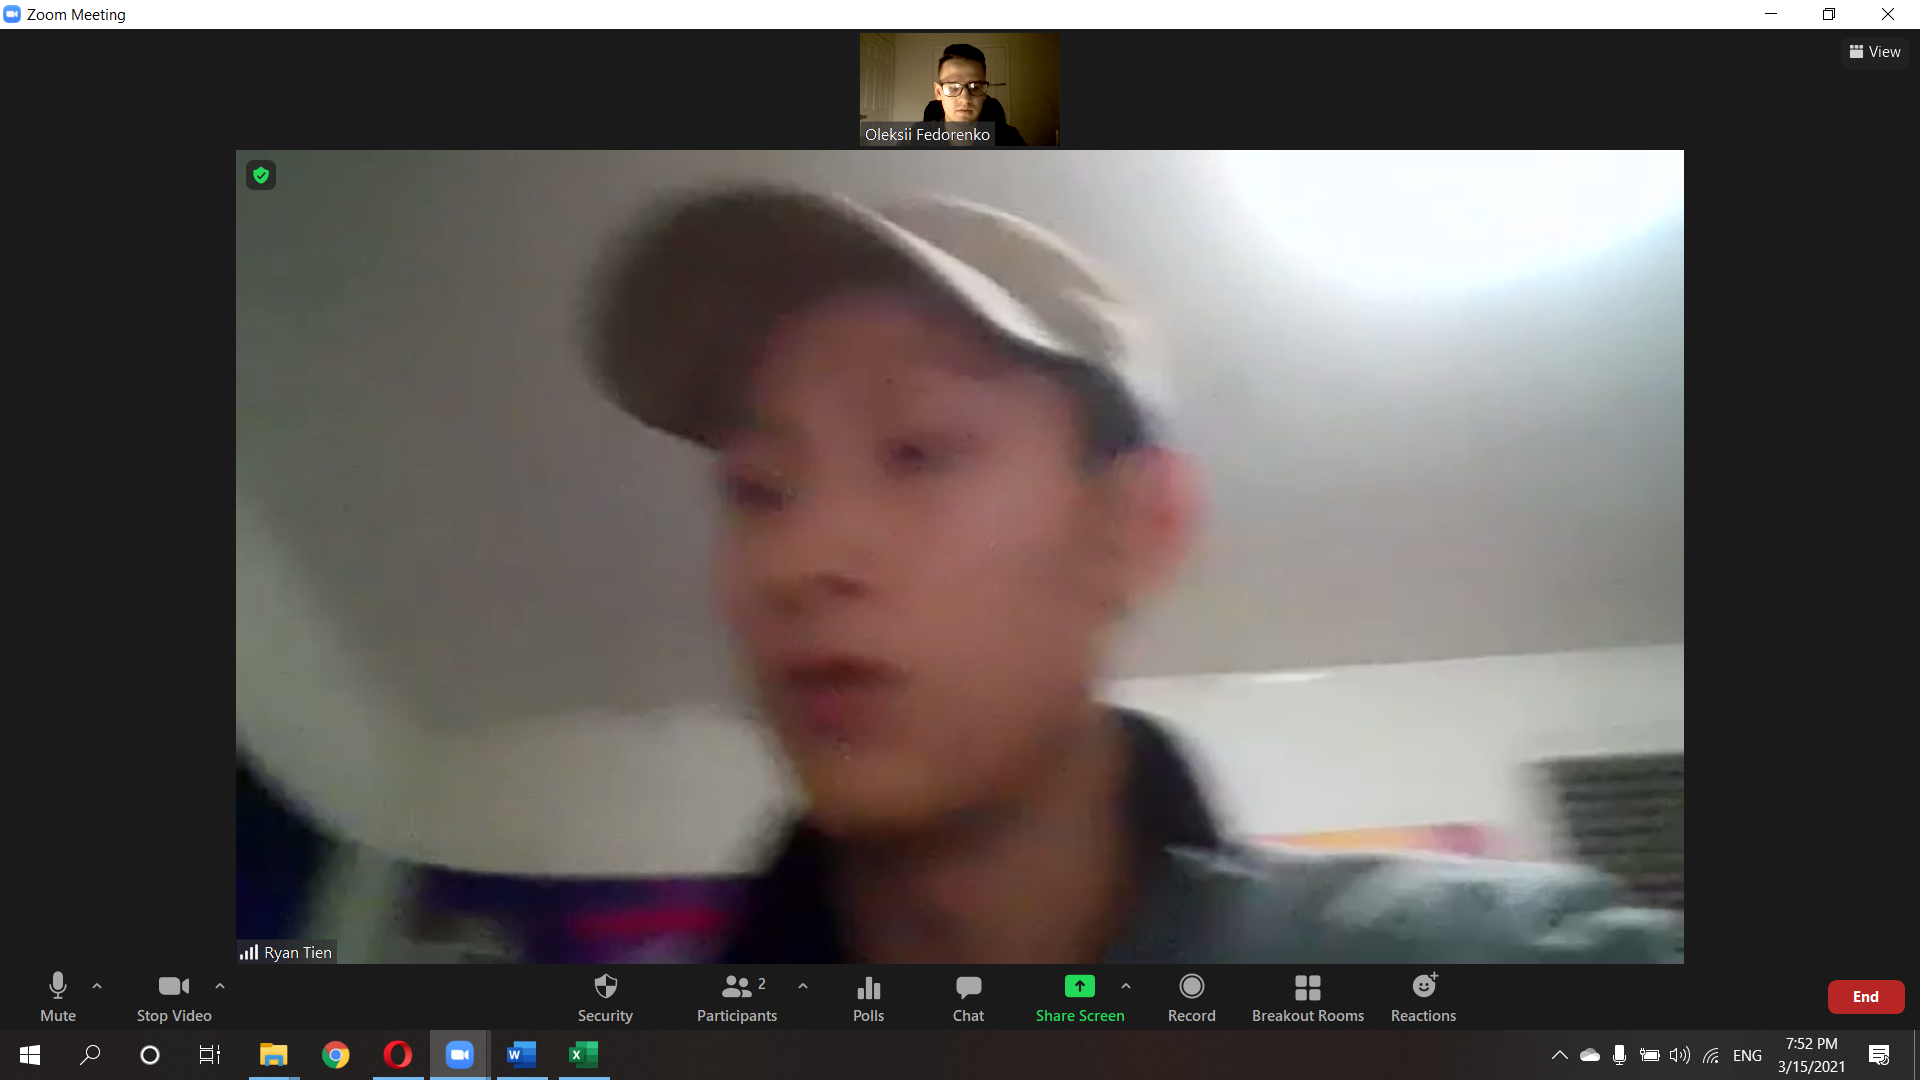 Zoom Meeting
View
Oleksii Fedorenko
Ryan Tien
Mute
Stop Video
Security
2
Participants
Polls
Chat
Share Screen
Record
Breakout Rooms
Reactions
End
ENG
7:52 PM
3/15/2021